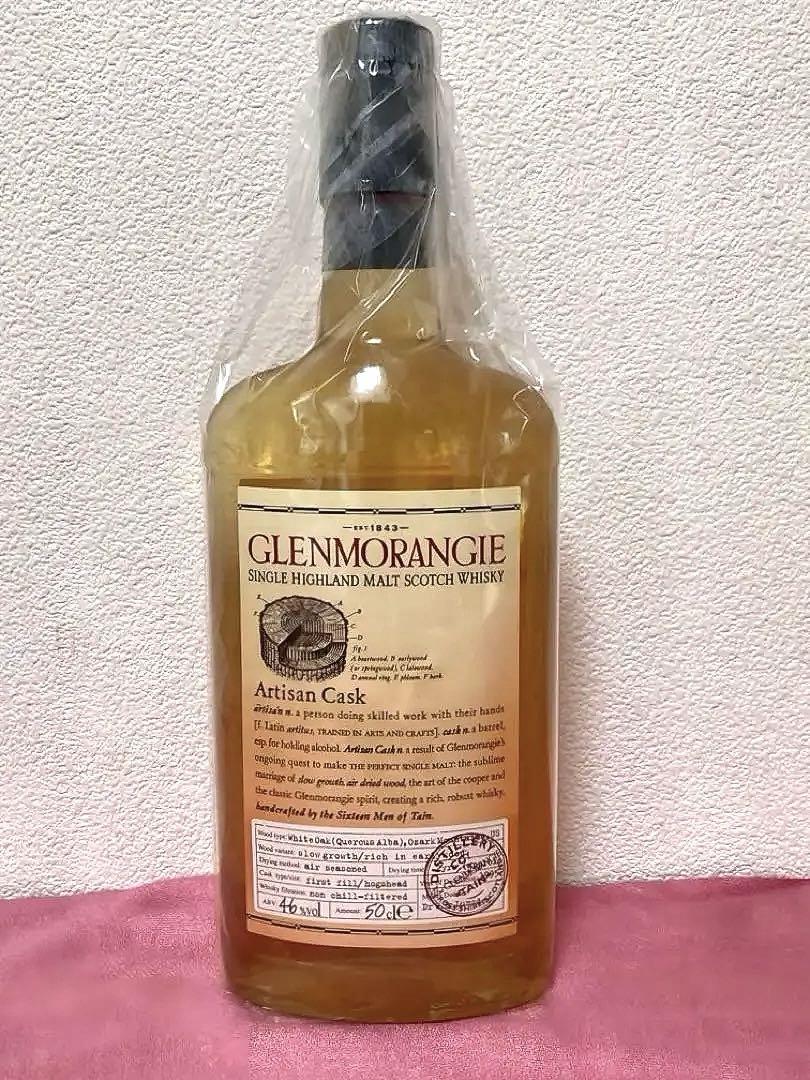 EST 1843
GLENMORANGIE
SINGLE HIGHLAND MALT SCOTCH WHISKY
A
B
C
D
fig.1
A heartwood, B earlywood
(or springwood), C latewood,
D annual ring, E phloem, F bark.
Artisan Cask
artisan n. a person doing skilled work with their hands
[f. Latin artitus, TRAINED IN ARTS AND CRAFTS]. cask n. a barrel,
esp. for holding alcohol. Artisan Cask n. a result of Glenmorangie's
ongoing quest to make THE PERFECT SINGLE MALT: the sublime
marriage of slow growth, air dried wood, the art of the cooper and
the classic Glenmorangie spirit, creating a rich, robust whisky,
handcrafted by the Sixteen Men of Tain.
Wood type: White Oak (Quercus Alba), Ozark US
Wood variant: slow growth/rich in
Drying method: air seasoned Drying time:
Cask type/size: first fill/hogshead
Whisky filtration: non chill-filtered
ABV: 46 %vol Amount: 50 cl e Dr
DISTILLERY
TAIN